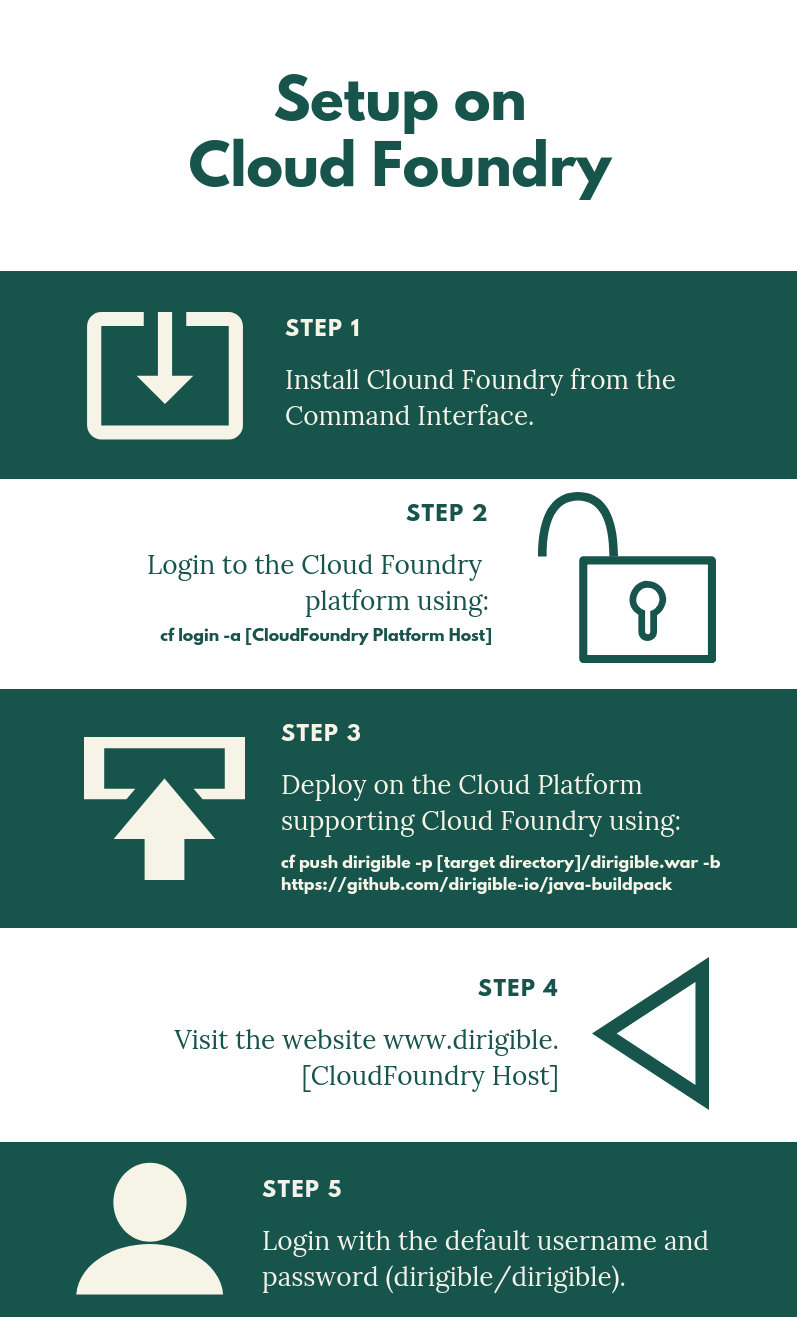 Setup on
Cloud Foundry
STEP 1
Install Clound Foundry from the
Command Interface.
STEP 2
Login to the Cloud Foundry
platform using:
cf login -a [CloudFoundry Platform Host]
STEP 3
Deploy on the Cloud Platform
supporting Cloud Foundry using:
cf push dirigible -p [target directory]/dirigible.war -b
https://github.com/dirigible-io/java-buildpack
STEP 4
Visit the website www.dirigible.
[CloudFoundry Host]
STEP 5
Login with the default username and
password (dirigible/dirigible).